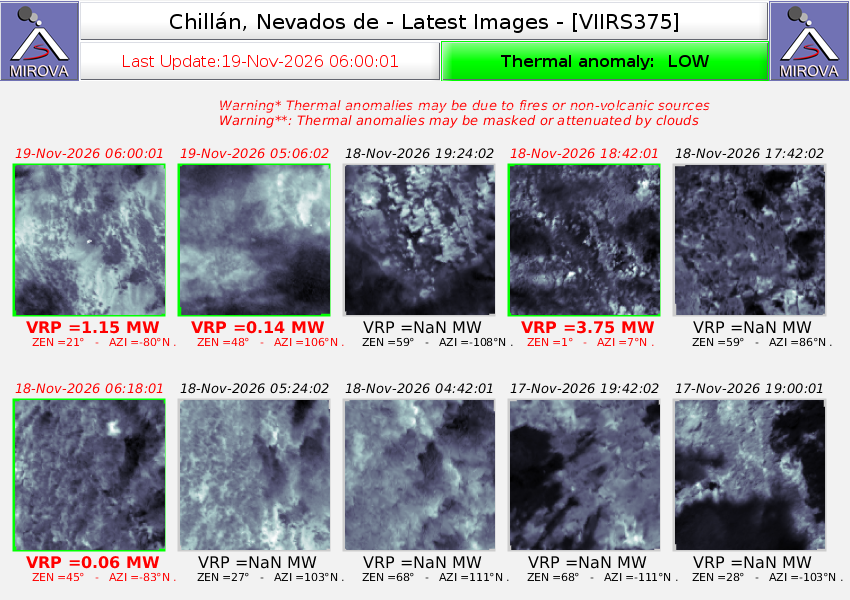 Chillán, Nevados de - Latest Images - [VIIRS375]
MIROVA
Last Update:19-Nov-2026 06:00:01
Thermal anomaly: LOW
MIROVA
Warning* Thermal anomalies may be due to fires or non-volcanic sources
Warning**: Thermal anomalies may be masked or attenuated by clouds
19-Nov-2026 06:00:01 19-Nov-2026 05:06:02 18-Nov-2026 19:24:02 18-Nov-2026 18:42:01 18-Nov-2026 17:42:02
VRP =1.15 MW VRP =0.14 MW VRP =NaN MW VRP =3.75 MW VRP =NaN MW
ZEN =21° - AZI =-80°N . ZEN =48° - AZI =106°N . ZEN =59° - AZI =-108°N . ZEN =1° - AZI =7°N . ZEN =59° - AZI =86°N .
18-Nov-2026 06:18:01 18-Nov-2026 05:24:02 18-Nov-2026 04:42:01 17-Nov-2026 19:42:02 17-Nov-2026 19:00:01
VRP =0.06 MW VRP =NaN MW VRP =NaN MW VRP =NaN MW VRP =NaN MW
ZEN =45° - AZI =-83°N . ZEN =27° - AZI =103°N . ZEN =68° - AZI =111°N . ZEN =68° - AZI =-111°N . ZEN =28° - AZI =-103°N .